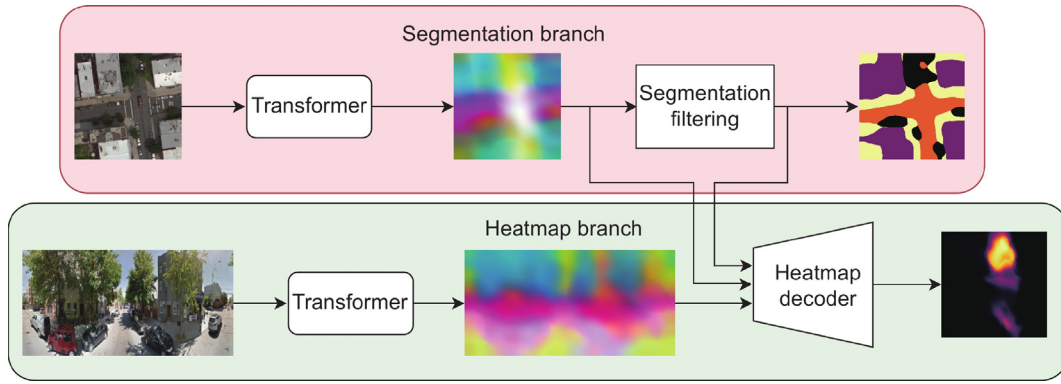 Segmentation branch
Transformer
Segmentation
filtering
Heatmap branch
Transformer
Heatmap
decoder